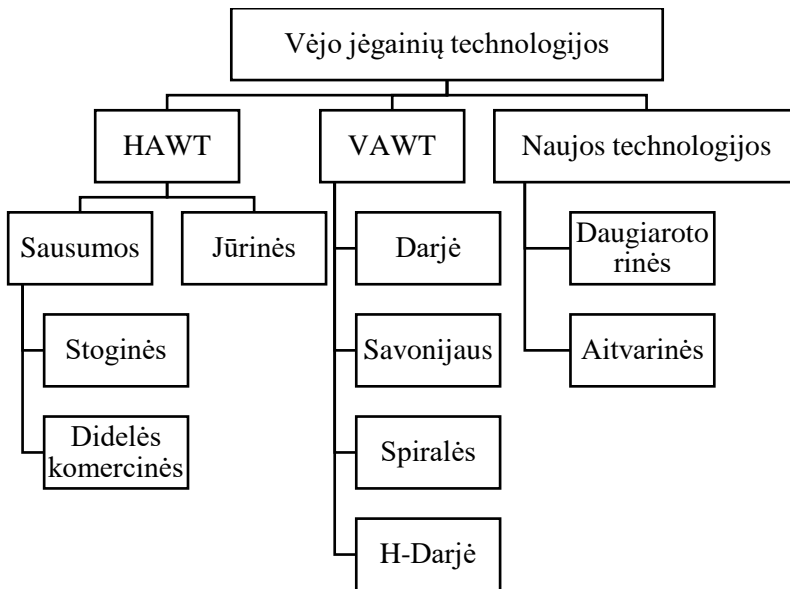 Vėjo jėgainių technologijos
HAWT
VAWT
Naujos technologijos
Sausumos
Jūrinės
Darjė
Daugiaroto
rinės
Stoginės
Savonijaus
Aitvarinės
Didelės
komercinės
Spiralės
H-Darjė